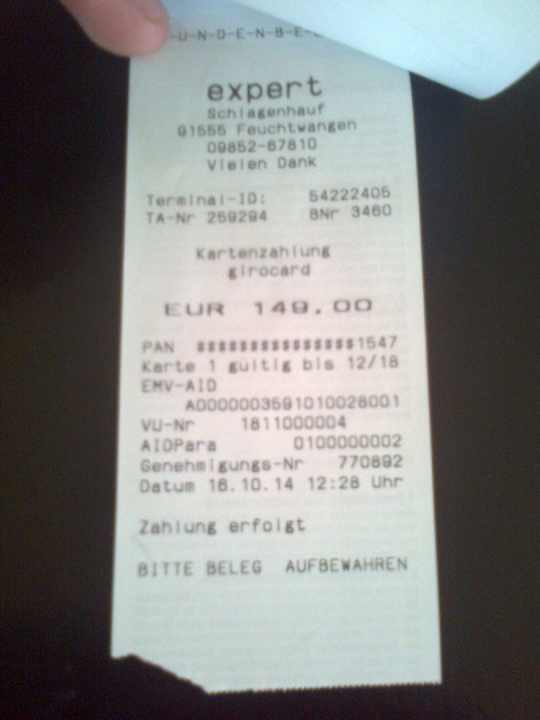 -U-N-D-E-N-B-E-
expert
Schlagenhauf
91555 Feuchtwangen
09852-67810
Vielen Dank
Terminal-ID: 54222405
TA-Nr 259294 BNr 3460
Kartenzahlung
girocard
EUR 149,00
PAN ###############1547
Karte 1 gültig bis 12/18
EMV-AID
A0000003591010028001
VU-Nr 1811000004
AIDPara 0100000002
Genehmigungs-Nr 770892
Datum 16.10.14 12:28 Uhr
Zahlung erfolgt
BITTE BELEG AUFBEWAHREN